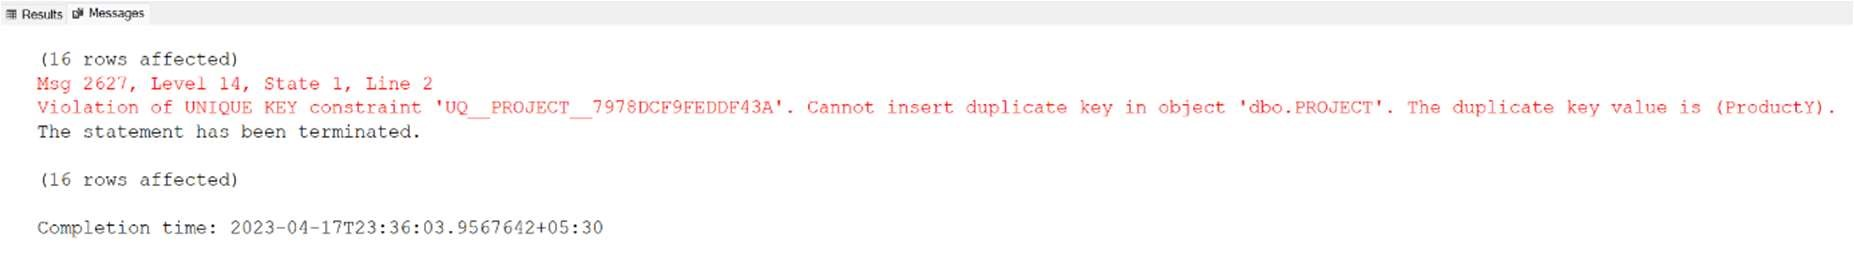 Results Messages
(16 rows affected)
Msg 2627, Level 14, State 1, Line 2
Violation of UNIQUE KEY constraint 'UQ__PROJECT__7978DCF9FEDDF43A'. Cannot insert duplicate key in object 'dbo.PROJECT'. The duplicate key value is (ProductY).
The statement has been terminated.
(16 rows affected)
Completion time: 2023-04-17T23:36:03.9567642+05:30